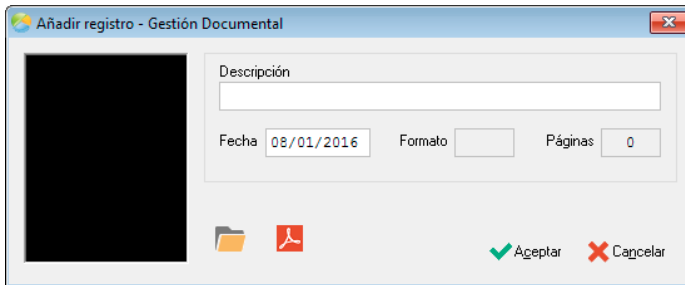 Añadir registro - Gestión Documental
Descripción
Fecha 08/01/2016 Formato Páginas 0
Aceptar Cancelar